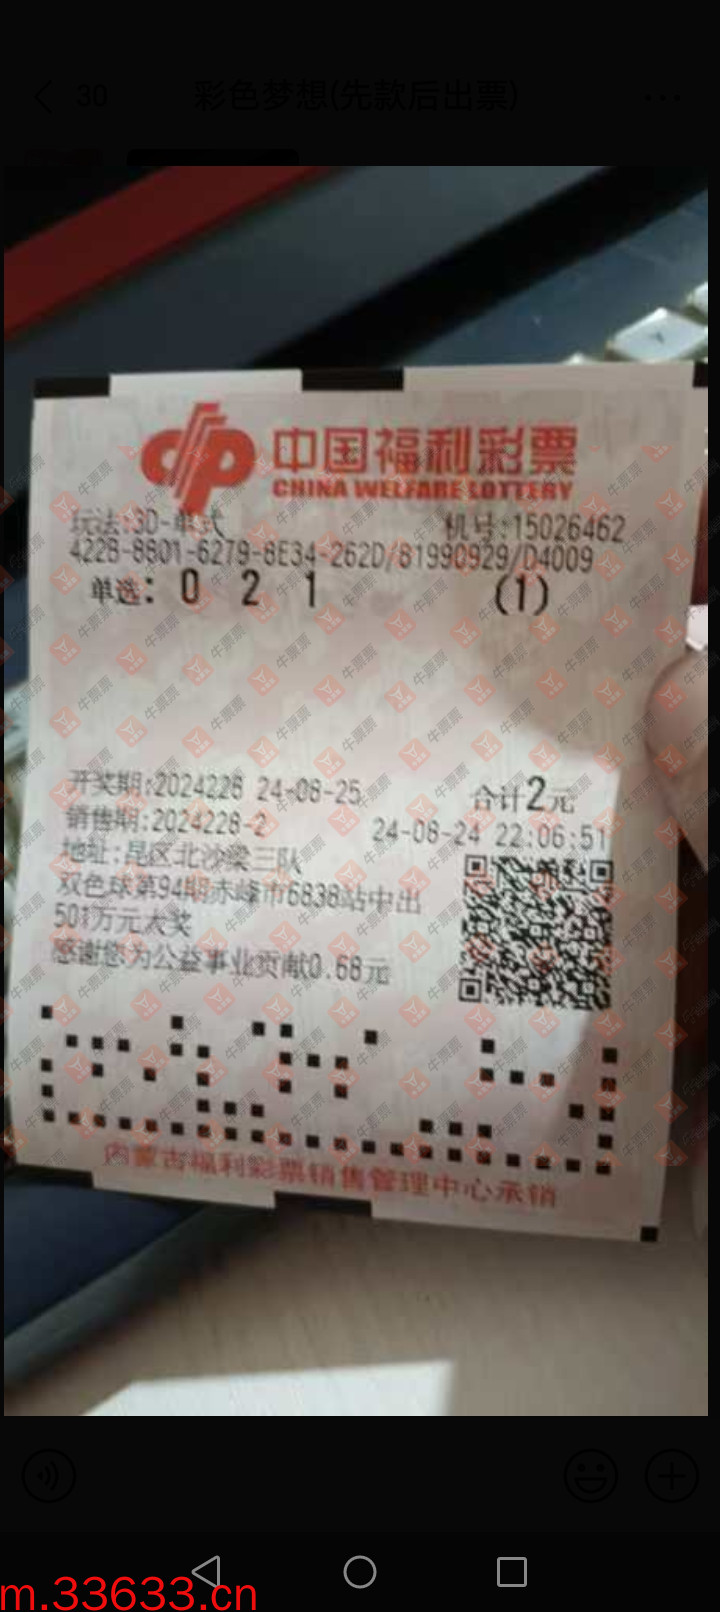 30 彩色梦想(先款后出票) ...
中国福利彩票
CHINA WELFARE LOTTERY
玩法:3D-单式 机号:15026462
422B-8801-6279-8E34-262D/81990929/D4009
单选: 0 2 1 (1)
开奖期:2024228 24-08-25 合计2元
销售期:2024228-2 24-08-24 22:06:51
地址:昆区北沙梁三队
双色球第94期赤峰市6838站中出
501万元大奖
感谢您为公益事业贡献0.68元
内蒙古福利彩票销售管理中心承销
牛票票
m.33633.cn